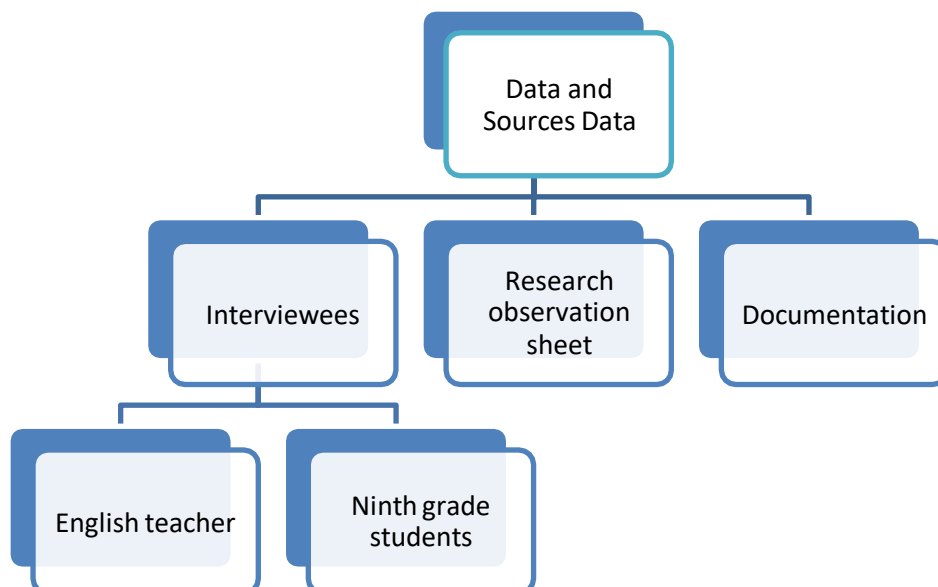 Data and
Sources Data
Interviewees
Research
observation
sheet
Documentation
English teacher
Ninth grade
students